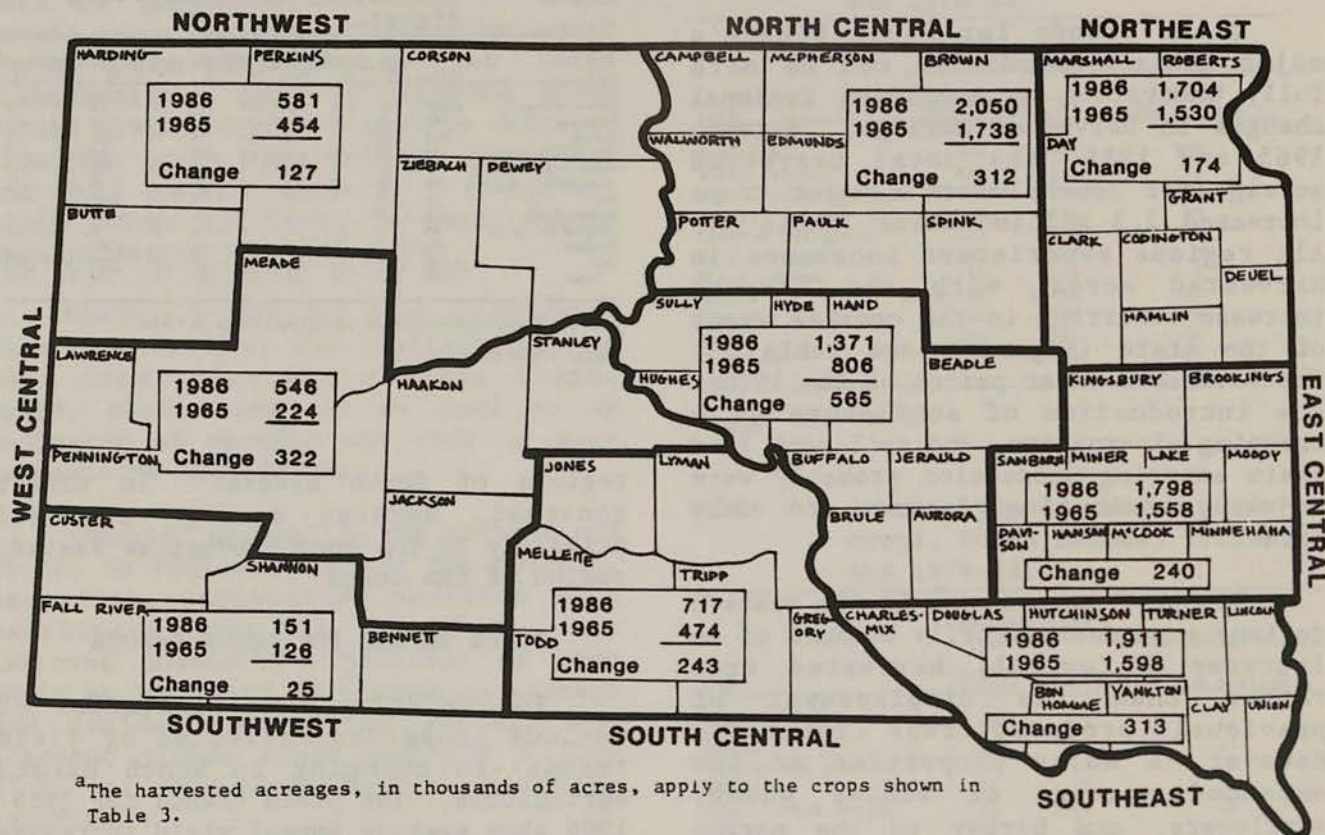 NORTHWEST
NORTH CENTRAL
NORTHEAST
HARDING
PERKINS
CORSON
CAMPBELL
MCPHERSON
BROWN
MARSHALL
ROBERTS
1986 581
1965 454
Change 127
1986 2,050
1965 1,738
Change 312
1986 1,704
1965 1,530
DAY
Change 174
ZIEBACH
DEWEY
WALWORTH
EDMUNDS
GRANT
BUTTE
POTTER
FAULK
SPINK
CLARK
CODINGTON
DEUEL
HAMLIN
MEADE
SULLY
HYDE
HAND
WEST CENTRAL
LAWRENCE
STANLEY
HAAKON
HUGHES
1986 1,371
1965 806
Change 565
BEADLE
KINGSBURY
BROOKINGS
EAST CENTRAL
1986 546
1965 224
Change 322
PENNINGTON
JACKSON
JONES
LYMAN
BUFFALO
JERAULD
SANBORN
MINER
LAKE
MOODY
1986 1,798
1965 1,558
DAVI-
SON
HANSON
McCOOK
MINNEHAHA
Change 240
CUSTER
SHANNON
MELLETTE
TRIPP
BRULE
AURORA
FALL RIVER
1986 151
1965 126
Change 25
BENNETT
TODD
1986 717
1965 474
Change 243
GREG-
ORY
CHARLES-
MIX
DOUGLAS
HUTCHINSON
TURNER
LINCOLN
1986 1,911
1965 1,598
BON
HOMME
YANKTON
CLAY
UNION
Change 313
SOUTHWEST
SOUTH CENTRAL
SOUTHEAST
aThe harvested acreages, in thousands of acres, apply to the crops shown in
Table 3.